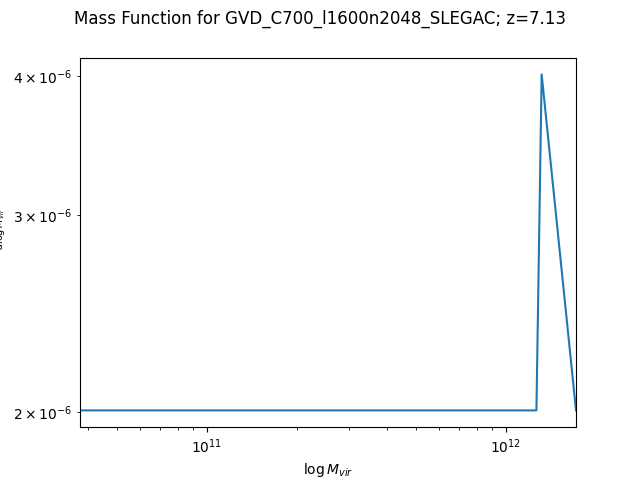 Mass Function for GVD_C700_l1600n2048_SLEGAC; z=7.13
4 × 10⁻⁶
3 × 10⁻⁶
2 × 10⁻⁶
10¹¹
10¹²
log M_vir